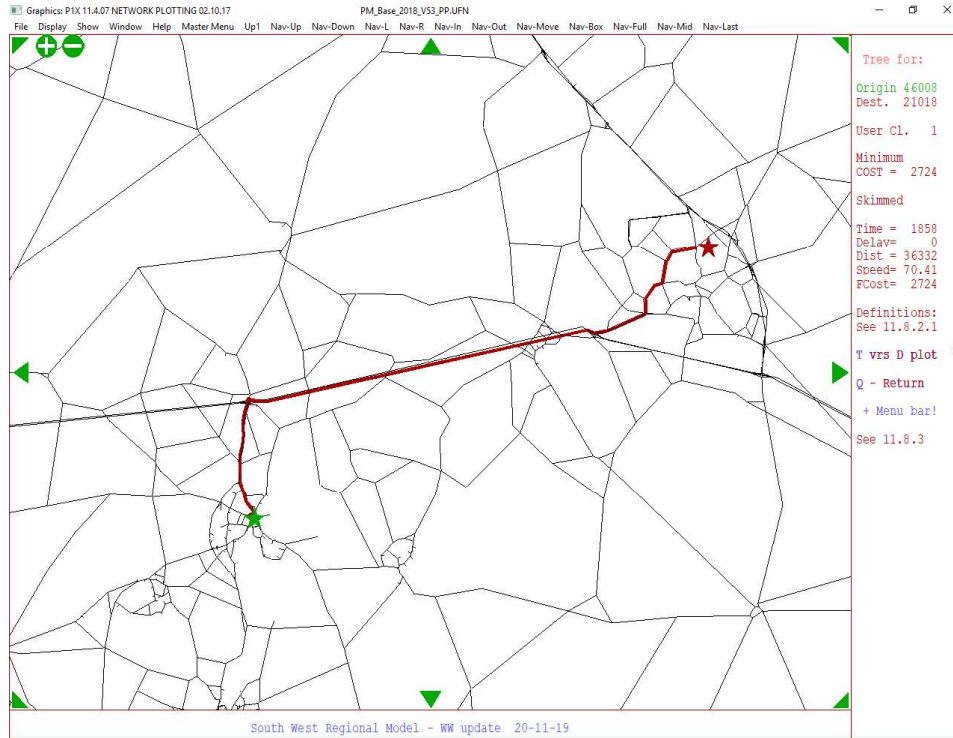 Graphics: P1X 11.4.07 NETWORK PLOTTING 02.10.17 PM_Base_2018_V53_PP.UFN
File Display Show Window Help Master Menu Up1 Nav-Up Nav-Down Nav-L Nav-R Nav-In Nav-Out Nav-Move Nav-Box Nav-Full Nav-Mid Nav-Last
Tree for:
Origin 46008
Dest. 21018
User Cl. 1
Minimum
COST = 2724
Skimmed
Time = 1858
Delav= 0
Dist = 36332
Speed= 70.41
FCost= 2724
Definitions:
See 11.8.2.1
T vrs D plot
Q - Return
+ Menu bar!
See 11.8.3
South West Regional Model - WW update 20-11-19